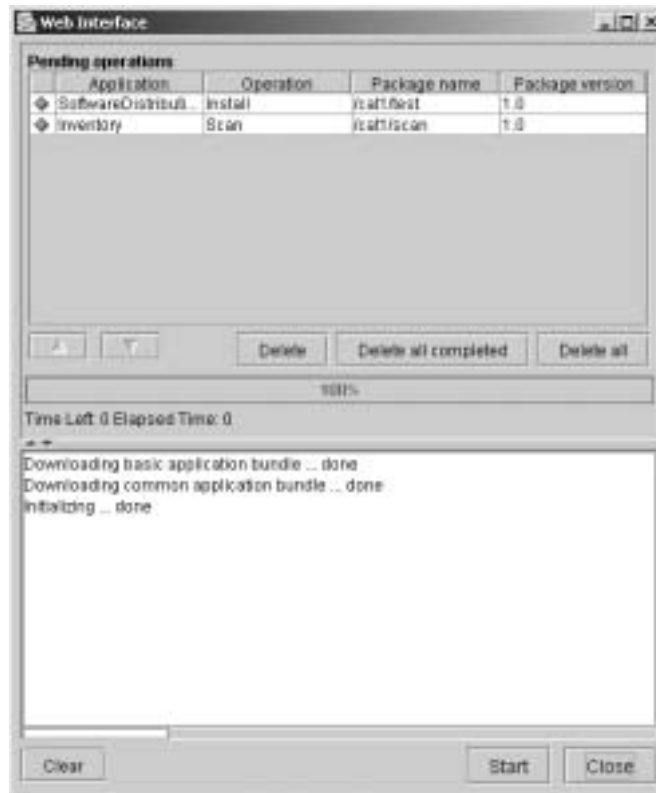 Web Interface
Pending operations
Application Operation Package name Package version
SoftwareDistributi... Install /cat1/test 1.0
Inventory Scan /cat1/scan 1.0
Delete Delete all completed Delete all
100%
Time Left: 0 Elapsed Time: 0
Downloading basic application bundle ... done
Downloading common application bundle ... done
Initializing ... done
Clear Start Close